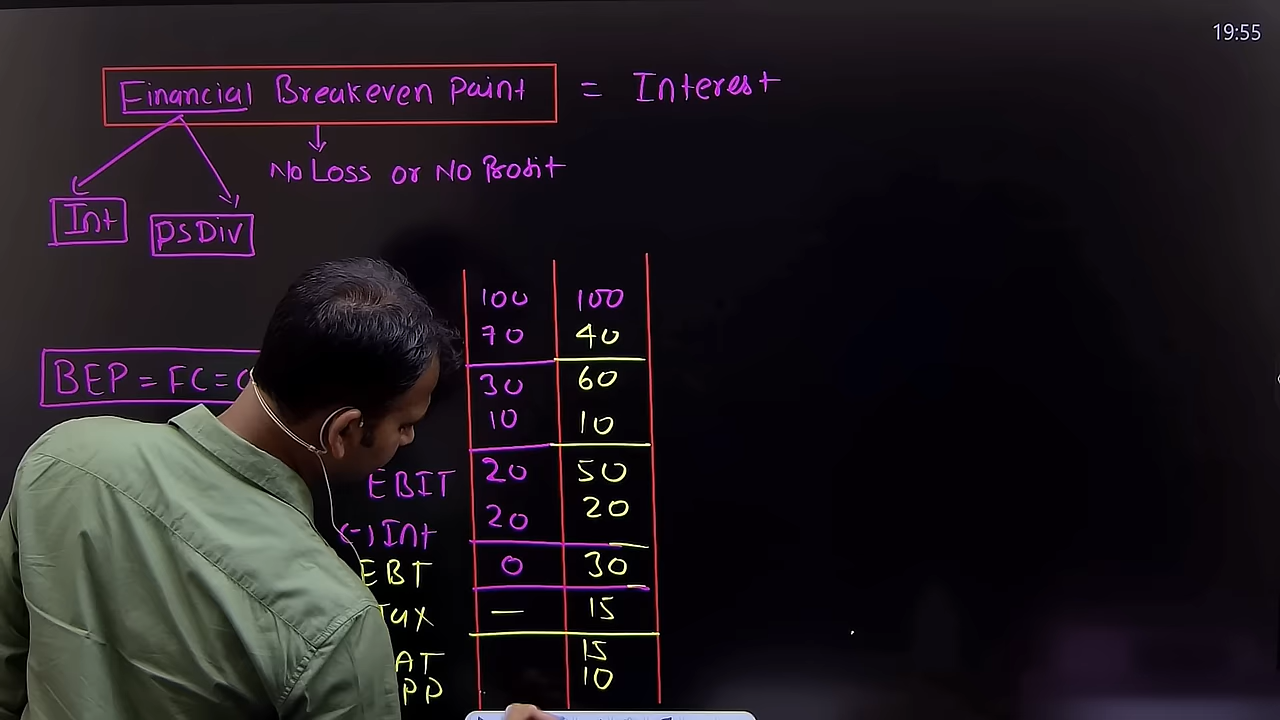 19:55
Financial Breakeven Point = Interest
No Loss or No Profit
Int PSDiv
100 100
70 40
BEP = FC =
30 60
10 10
EBIT 20 50
(-) Int 20 20
EBT 0 30
Tax — 15
AT 15
PP 10